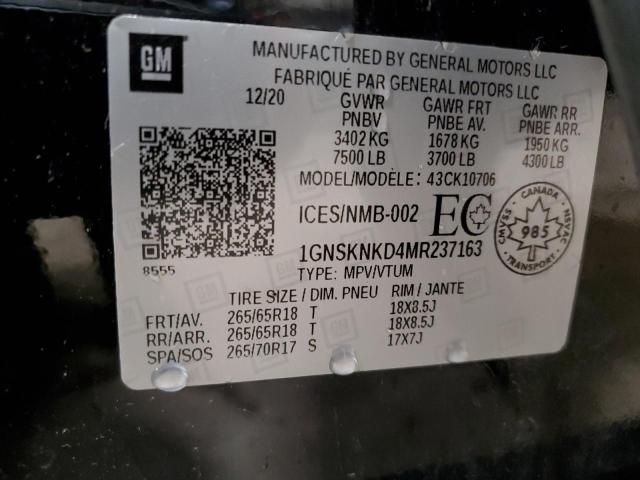 GM
MANUFACTURED BY GENERAL MOTORS LLC
FABRIQUÉ PAR GENERAL MOTORS LLC
12/20 GVWR GAWR FRT GAWR RR
PNBV PNBE AV. PNBE ARR.
3402 KG 1678 KG 1950 KG
7500 LB 3700 LB 4300 LB
MODEL/MODÈLE: 43CK10706
ICES/NMB-002 EC
CANADA
CMVSS 985 NSVAC
TRANSPORT
1GNSKNKD4MR237163
8555 TYPE: MPV/VTUM
TIRE SIZE / DIM. PNEU RIM / JANTE
FRT/AV. 265/65R18 T 18X8.5J
RR/ARR. 265/65R18 T 18X8.5J
SPA/SOS 265/70R17 S 17X7J